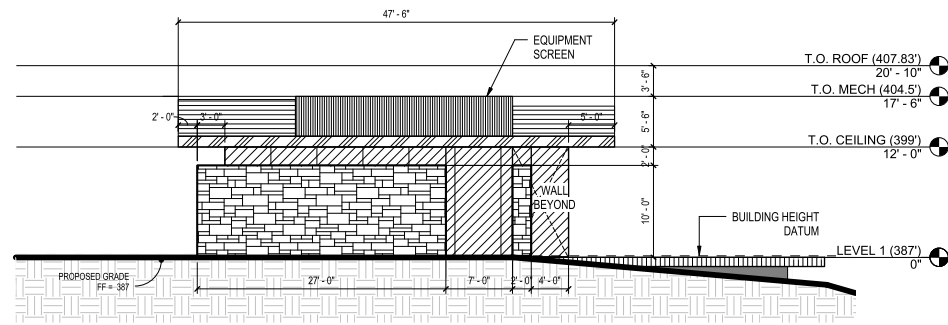 47' - 6"
EQUIPMENT
SCREEN
T.O. ROOF (407.83')
20' - 10"
3' - 6"
T.O. MECH (404.5')
17' - 6"
2' - 0"
3' - 0"
5' - 0"
5' - 6"
T.O. CEILING (399')
12' - 0"
2' - 0"
WALL
BEYOND
10' - 0"
BUILDING HEIGHT
DATUM
LEVEL 1 (387')
0"
PROPOSED GRADE
FF = 387
27' - 0"
7' - 0"
2' - 0"
4' - 0"